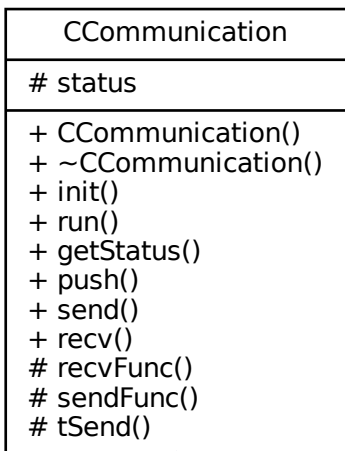 CCommunication
# status
+ CCommunication()
+ ~CCommunication()
+ init()
+ run()
+ getStatus()
+ push()
+ send()
+ recv()
# recvFunc()
# sendFunc()
# tSend()